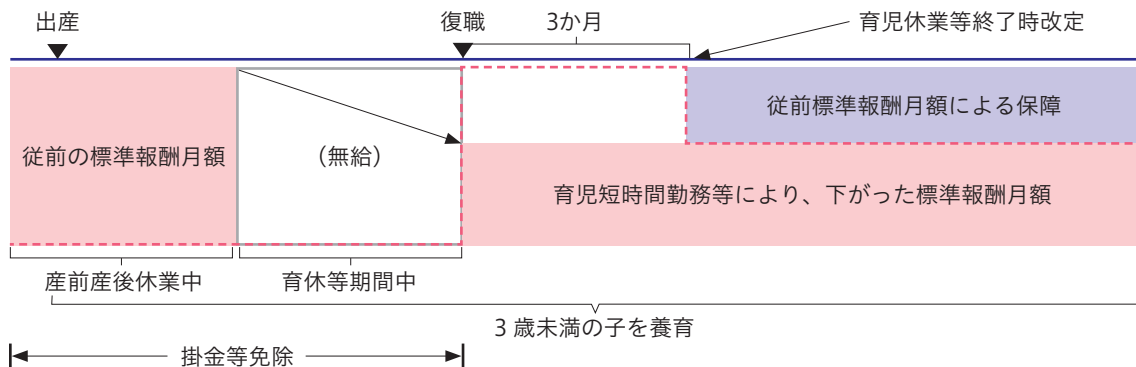 出産
復職
3か月
育児休業等終了時改定
従前の標準報酬月額
（無給）
従前標準報酬月額による保障
育児短時間勤務等により、下がった標準報酬月額
産前産後休業中
育休等期間中
3 歳未満の子を養育
掛金等免除